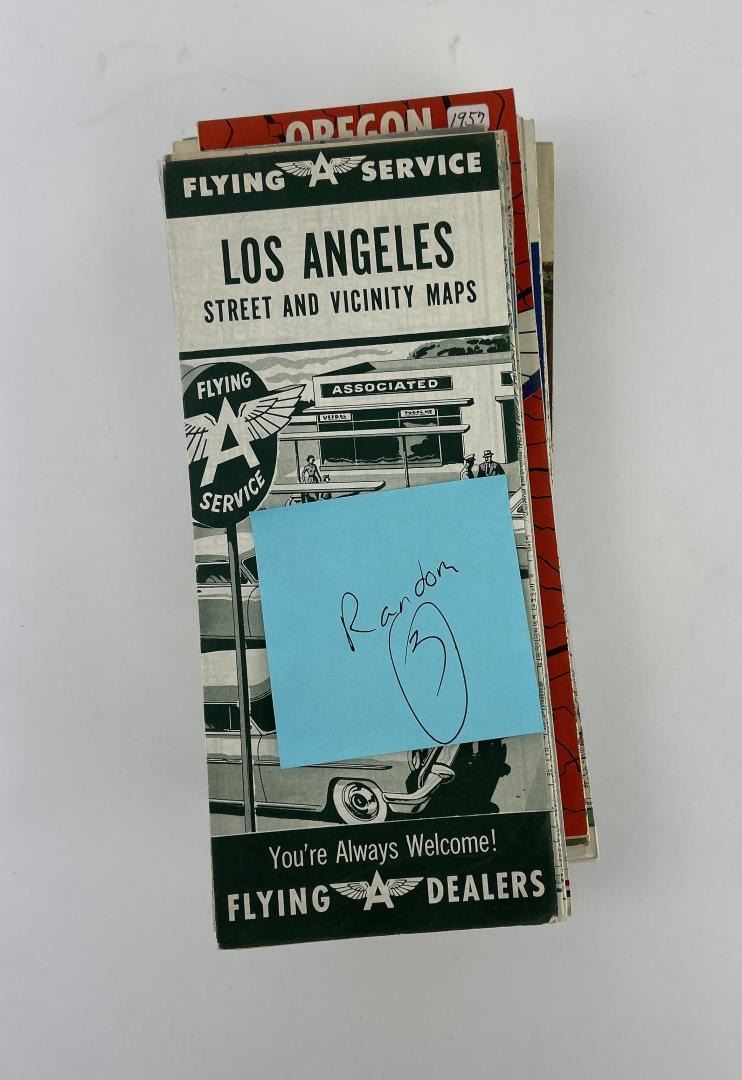 OREGON
1957
FLYING A SERVICE
LOS ANGELES
STREET AND VICINITY MAPS
ASSOCIATED
FLYING
A
SERVICE
Random
3
You're Always Welcome!
FLYING A DEALERS